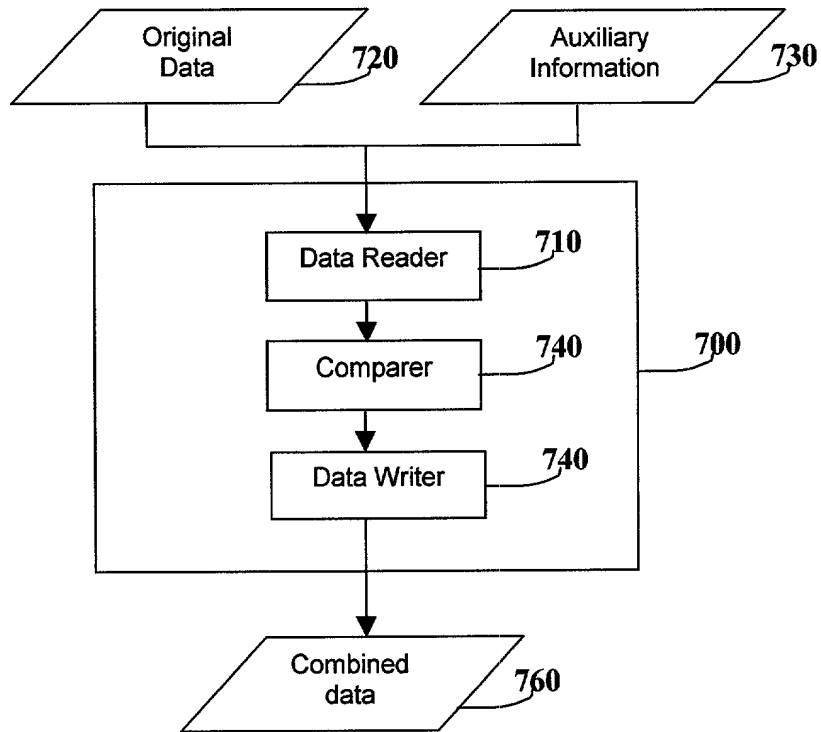 Original
Data
720
Auxiliary
Information
730
Data Reader
710
Comparer
740
700
Data Writer
740
Combined
data
760